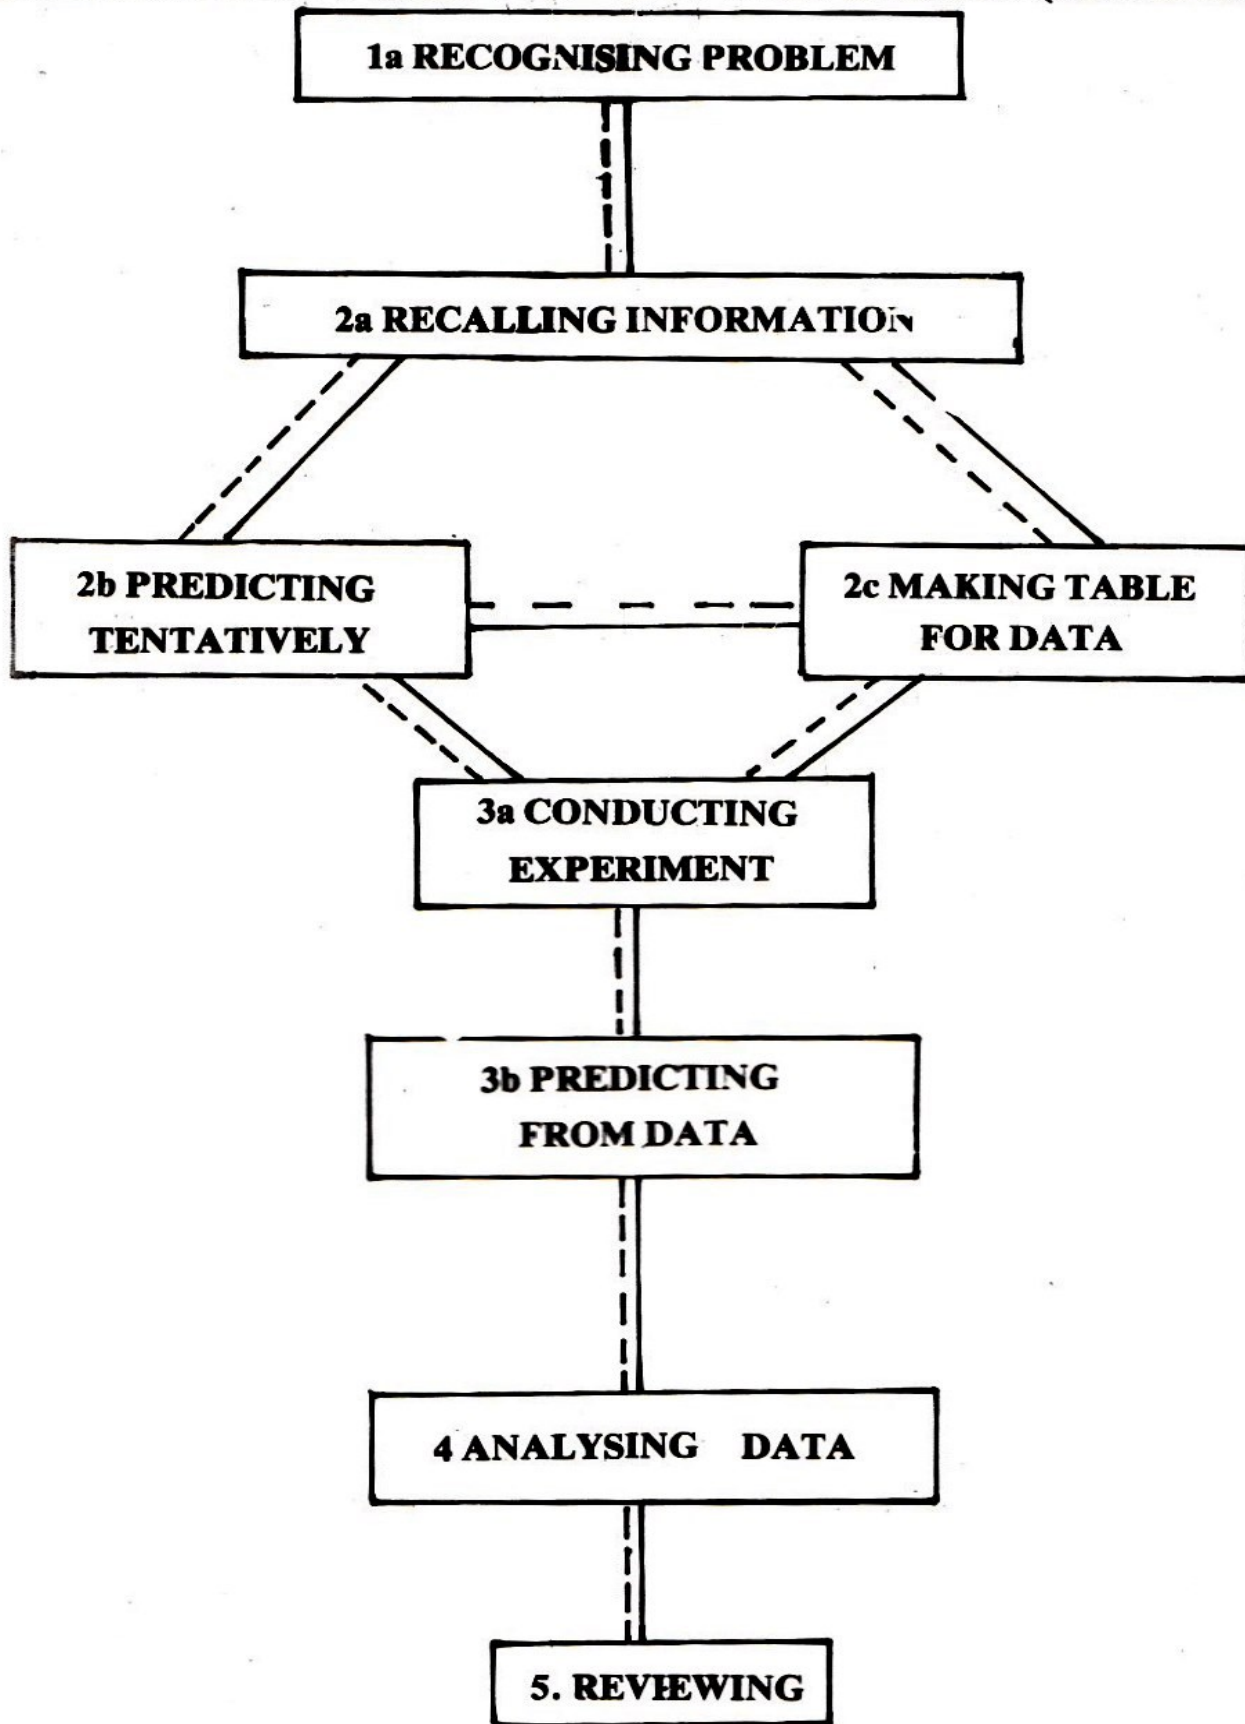 1a RECOGNISING PROBLEM
2a RECALLING INFORMATION
2b PREDICTING
TENTATIVELY
2c MAKING TABLE
FOR DATA
3a CONDUCTING
EXPERIMENT
3b PREDICTING
FROM DATA
4 ANALYSING DATA
5. REVIEWING